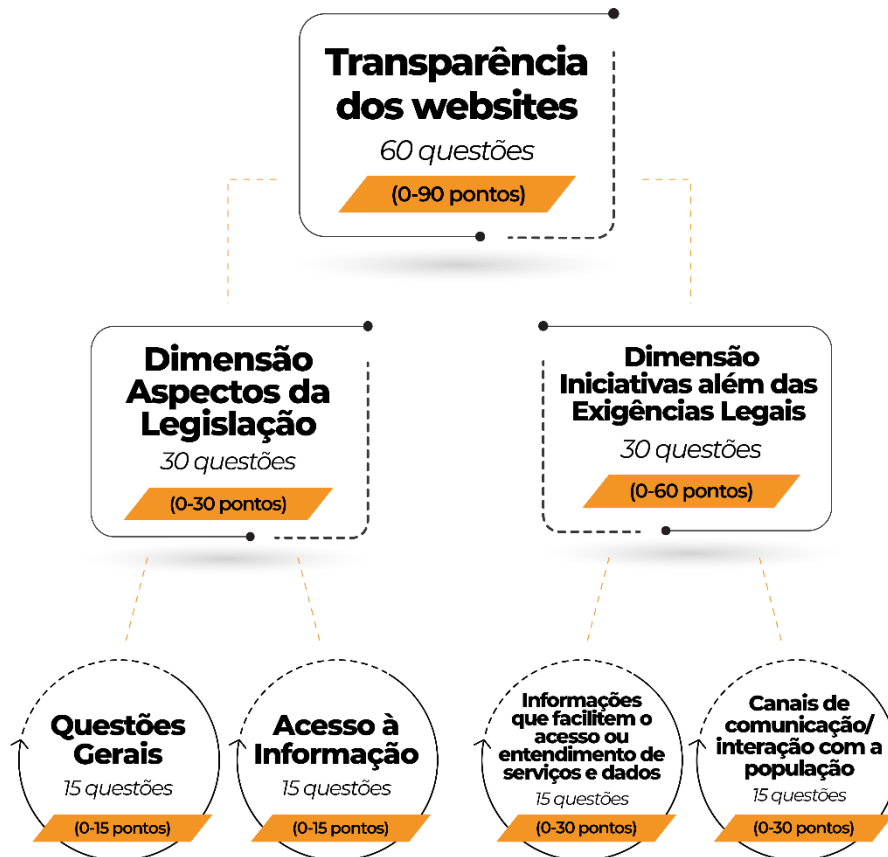 Transparência
dos websites
60 questões
(0-90 pontos)
Dimensão
Aspectos da
Legislação
30 questões
(0-30 pontos)
Dimensão
Iniciativas além das
Exigências Legais
30 questões
(0-60 pontos)
Questões
Gerais
15 questões
(0-15 pontos)
Acesso à
Informação
15 questões
(0-15 pontos)
Informações
que facilitem o
acesso ou
entendimento de
serviços e dados
15 questões
(0-30 pontos)
Canais de
comunicação/
interação com a
população
15 questões
(0-30 pontos)